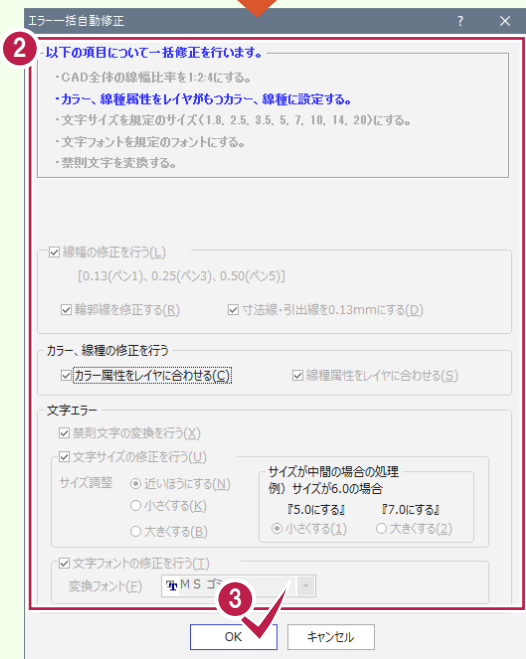 エラー一括自動修正 ? ×
2
以下の項目について一括修正を行います。
・CAD全体の線幅比率を1:2:4にする。
・カラー、線種属性をレイヤがもつカラー、線種に設定する。
・文字サイズを規定のサイズ(1.8, 2.5, 3.5, 5, 7, 10, 14, 20)にする。
・文字フォントを規定のフォントにする。
・禁則文字を変換する。
線幅の修正を行う(L)
[0.13(ペン1)、0.25(ペン3)、0.50(ペン5)]
輪郭線を修正する(R) 寸法線・引出線を0.13mmにする(D)
カラー、線種の修正を行う
カラー属性をレイヤに合わせる(C) 線種属性をレイヤに合わせる(S)
文字エラー
禁則文字の変換を行う(X)
文字サイズの修正を行う(U)
サイズ調整 近いほうにする(N)
小さくする(K)
大きくする(B)
サイズが中間の場合の処理
例) サイズが6.0の場合
『5.0にする』 『7.0にする』
小さくする(1) 大きくする(2)
文字フォントの修正を行う(T)
変換フォント(F) MS
3
OK キャンセル